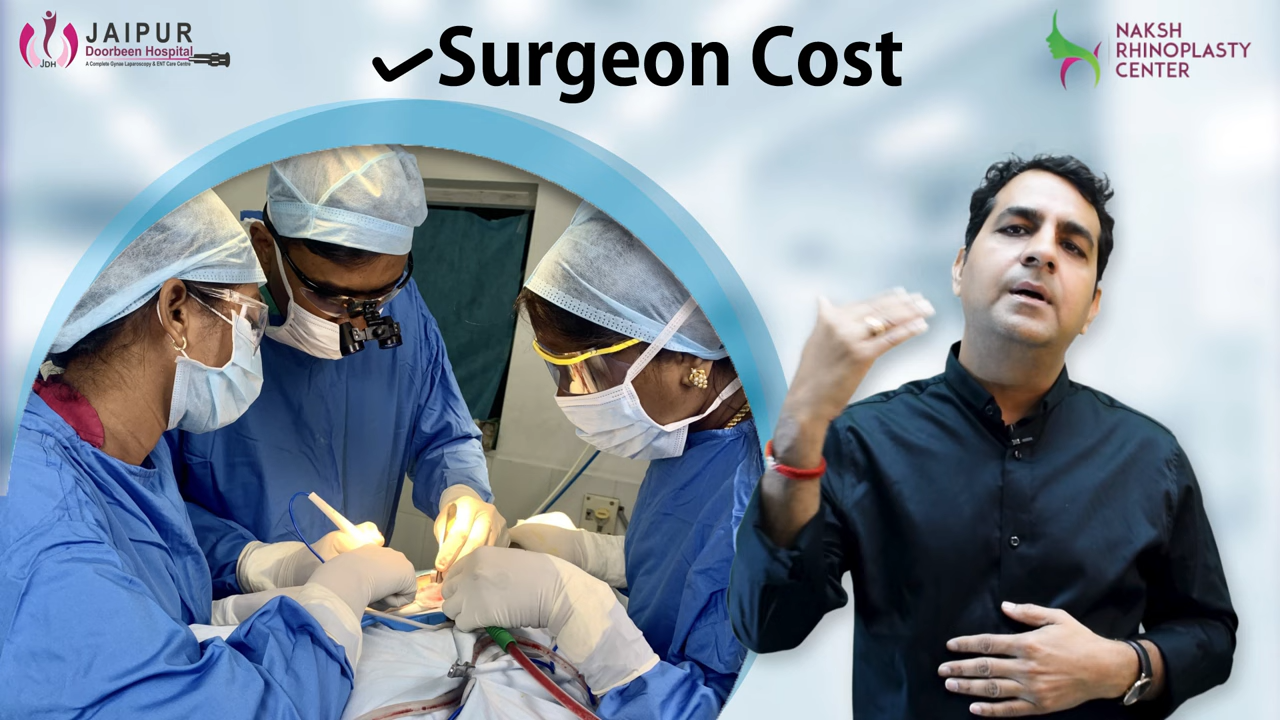 JAIPUR
Doorbeen Hospital
A Complete Gynae Laparoscopy & ENT Care Centre
JDH
Surgeon Cost
NAKSH
RHINOPLASTY
CENTER